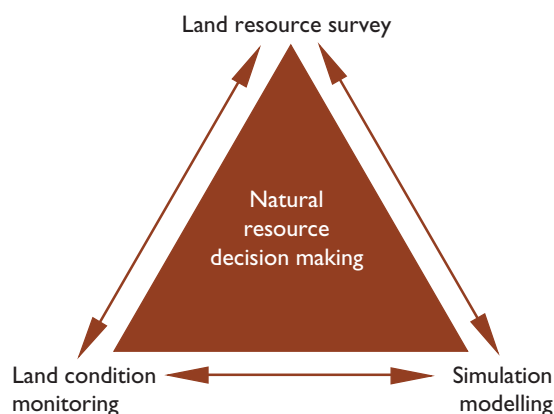 Land resource survey
Natural
resource
decision making
Land condition
monitoring
Simulation
modelling